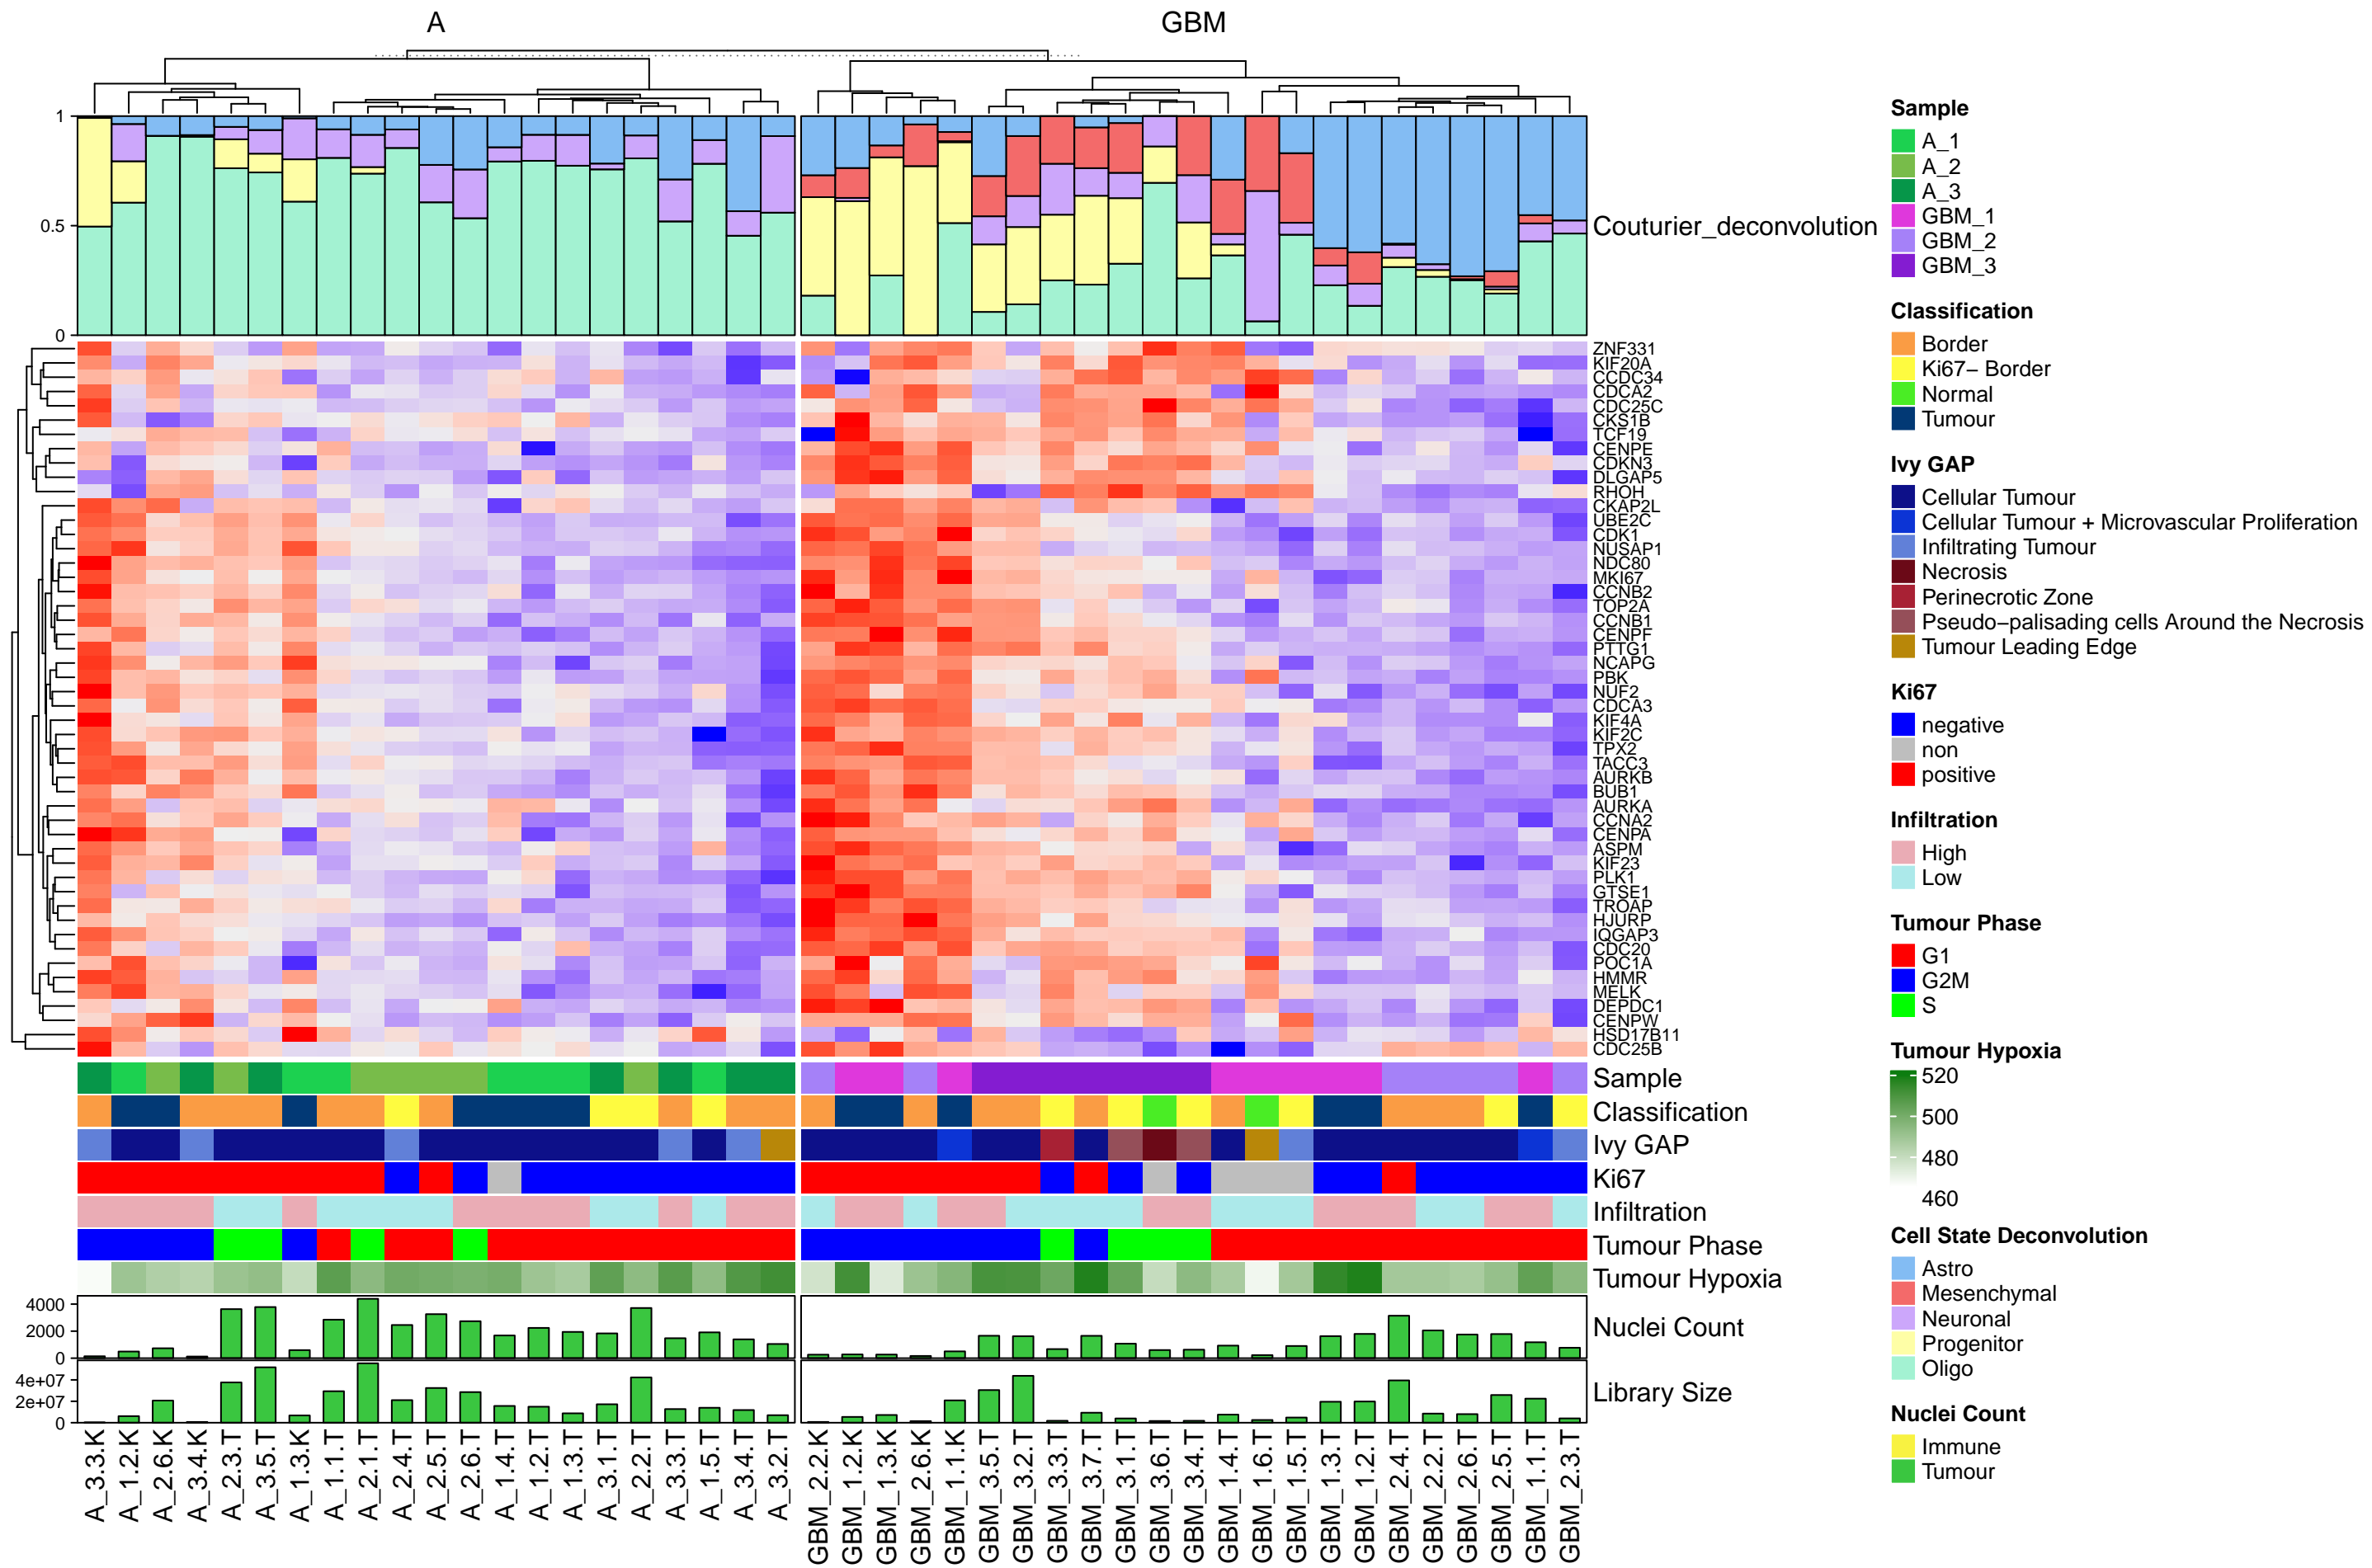 A
GBM
1
0.5
0
Couturier_deconvolution
ZNF331
KIF20A
CCDC34
CDCA2
CDC25C
CKS1B
TCF19
CENPE
CDKN3
DLGAP5
RHOH
CKAP2L
UBE2C
CDK1
NUSAP1
NDC80
MKI67
CCNB2
TOP2A
CCNB1
CENPF
PTTG1
NCAPG
PBK
NUF2
CDCA3
KIF4A
KIF2C
TPX2
TACC3
AURKB
BUB1
AURKA
CCNA2
CENPA
ASPM
KIF23
PLK1
GTSE1
TROAP
HJURP
IQGAP3
CDC20
POC1A
HMMR
MELK
DEPDC1
CENPW
HSD17B11
CDC25B
Sample
Classification
Ivy GAP
Ki67
Infiltration
Tumour Phase
Tumour Hypoxia
4000
2000
0
Nuclei Count
4e+07
2e+07
0
Library Size
A_3.3.K
A_1.2.K
A_2.6.K
A_3.4.K
A_2.3.T
A_3.5.T
A_1.3.K
A_1.1.T
A_2.1.T
A_2.4.T
A_2.5.T
A_2.6.T
A_1.4.T
A_1.2.T
A_1.3.T
A_3.1.T
A_2.2.T
A_3.3.T
A_1.5.T
A_3.4.T
A_3.2.T
GBM_2.2.K
GBM_1.2.K
GBM_1.3.K
GBM_2.6.K
GBM_1.1.K
GBM_3.5.T
GBM_3.2.T
GBM_3.3.T
GBM_3.7.T
GBM_3.1.T
GBM_3.6.T
GBM_3.4.T
GBM_1.4.T
GBM_1.6.T
GBM_1.5.T
GBM_1.3.T
GBM_1.2.T
GBM_2.4.T
GBM_2.2.T
GBM_2.6.T
GBM_2.5.T
GBM_1.1.T
GBM_2.3.T
Sample
A_1
A_2
A_3
GBM_1
GBM_2
GBM_3
Classification
Border
Ki67− Border
Normal
Tumour
Ivy GAP
Cellular Tumour
Cellular Tumour + Microvascular Proliferation
Infiltrating Tumour
Necrosis
Perinecrotic Zone
Pseudo−palisading cells Around the Necrosis
Tumour Leading Edge
Ki67
negative
non
positive
Infiltration
High
Low
Tumour Phase
G1
G2M
S
Tumour Hypoxia
520
500
480
460
Cell State Deconvolution
Astro
Mesenchymal
Neuronal
Progenitor
Oligo
Nuclei Count
Immune
Tumour